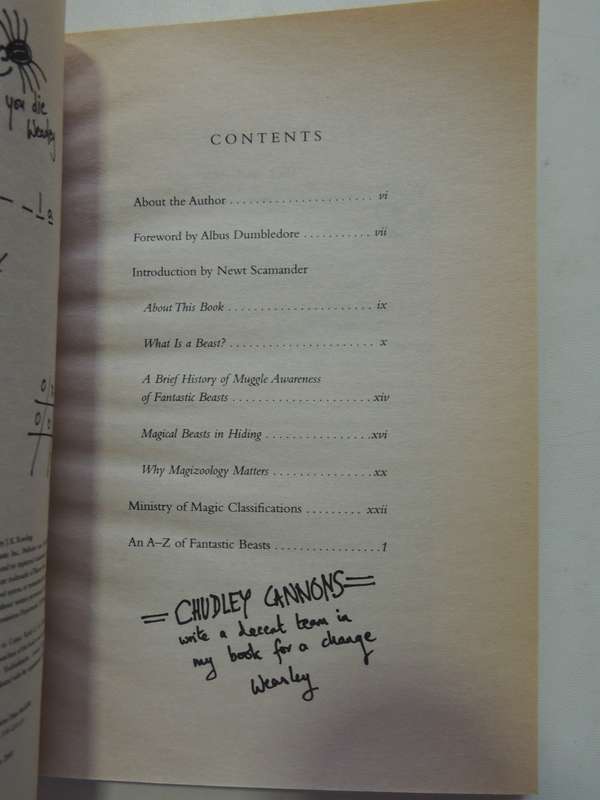 you die
Weasley
CONTENTS
About the Author . . . . . . . . . . . . . . . . . . . . . . vi
Foreword by Albus Dumbledore . . . . . . . . . . vii
Introduction by Newt Scamander
About This Book . . . . . . . . . . . . . . . . . . . . . . ix
What Is a Beast? . . . . . . . . . . . . . . . . . . . . . . x
A Brief History of Muggle Awareness
of Fantastic Beasts . . . . . . . . . . . . . . . . . . . . xiv
Magical Beasts in Hiding . . . . . . . . . . . . . . . . xvi
Why Magizoology Matters . . . . . . . . . . . . . . . xx
Ministry of Magic Classifications . . . . . . . . . xxii
An A–Z of Fantastic Beasts . . . . . . . . . . . . . . . . 1
= CHUDLEY CANNONS =
write a decent team in
my book for a change
Weasley